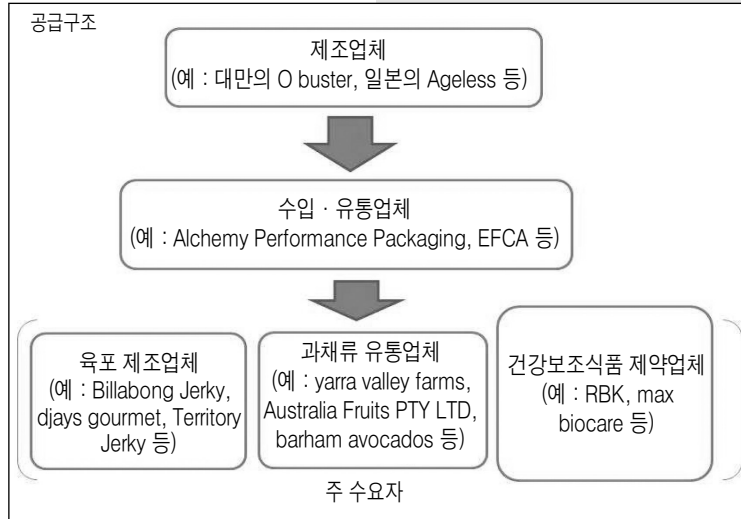 공급구조
제조업체
(예 : 대만의 O buster, 일본의 Ageless 등)
수입 · 유통업체
(예 : Alchemy Performance Packaging, EFCA 등)
육포 제조업체
(예 : Billabong Jerky,
djays gourmet, Territory
Jerky 등)
과채류 유통업체
(예 : yarra valley farms,
Australia Fruits PTY LTD,
barham avocados 등)
건강보조식품 제약업체
(예 : RBK, max
biocare 등)
주 수요자